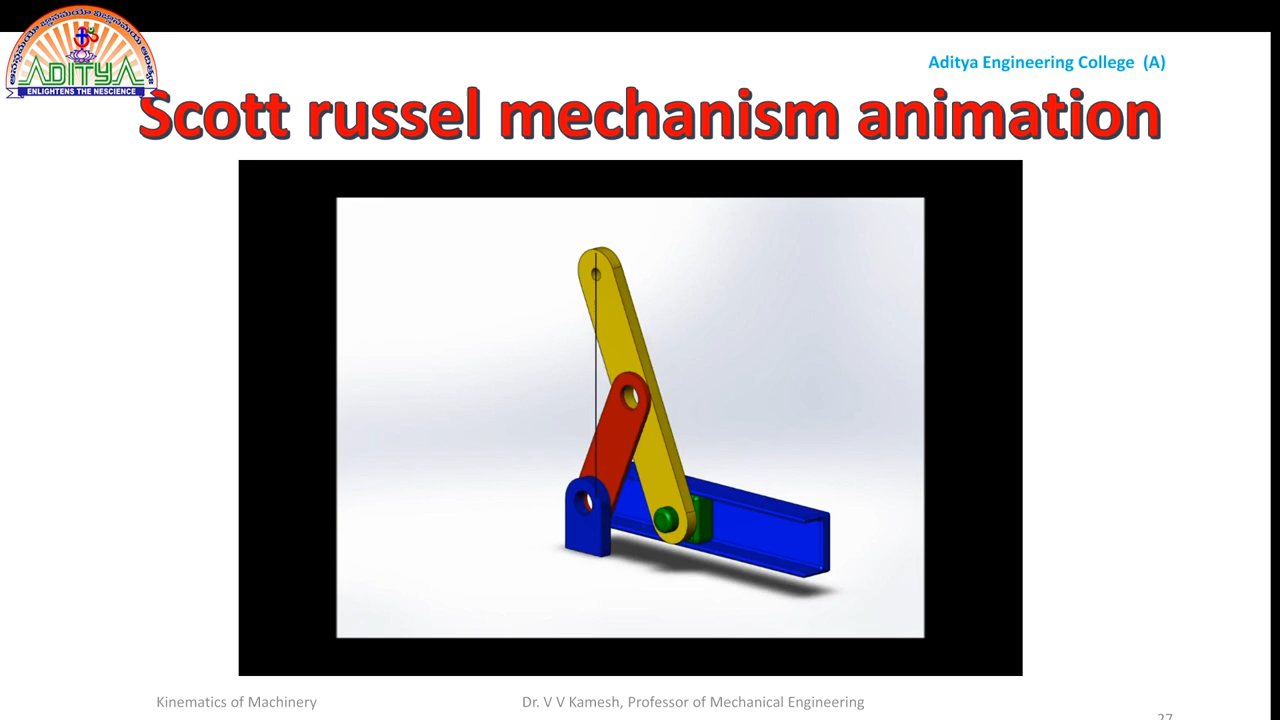 ADITYA
ENLIGHTENS THE NESCIENCE
Aditya Engineering College (A)
Scott russel mechanism animation
Kinematics of Machinery
Dr. V V Kamesh, Professor of Mechanical Engineering
27